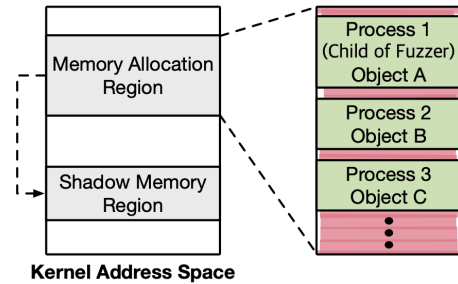 Memory Allocation
Region
Shadow Memory
Region
Kernel Address Space
Process 1
(Child of Fuzzer)
Object A
Process 2
Object B
Process 3
Object C